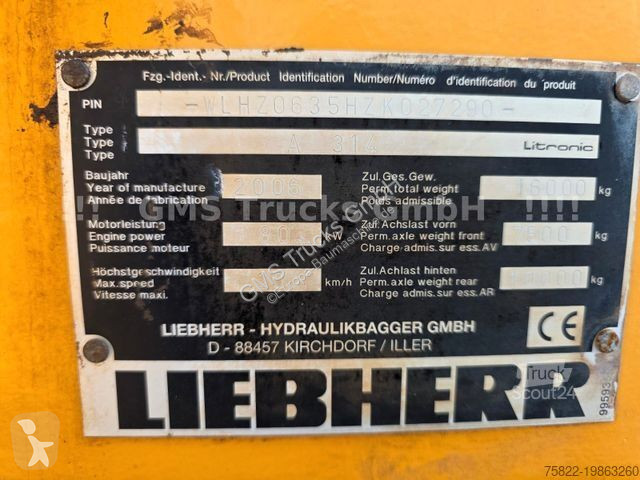 Fzg.-Ident.- Nr./Product Identification Number/Numéro d'identification du produit
PIN -WLHZ0635HZK027290-
Type
Type A 314 Litronic
Type
Baujahr
Year of manufacture 2006
Année de fabrication
Zul.Ges.Gew.
Perm.total weight 16000 kg
Poids admissible
!!!! GMS Trucks GmbH !!!!
Motorleistung
Engine power 80 KW
Puissance moteur
Zul.Achslast vorn
Perm.axle weight front kg
Charge admis.sur ess.AV
Höchstgeschwindigkeit
Max.speed km/h
Vitesse maxi.
Zul.Achslast hinten
Perm.axle weight rear kg
Charge admis.sur ess.AR
LIEBHERR - HYDRAULIKBAGGER GMBH
D - 88457 KIRCHDORF / ILLER
CE
LIEBHERR
Truck
Scout24
75822-19863260